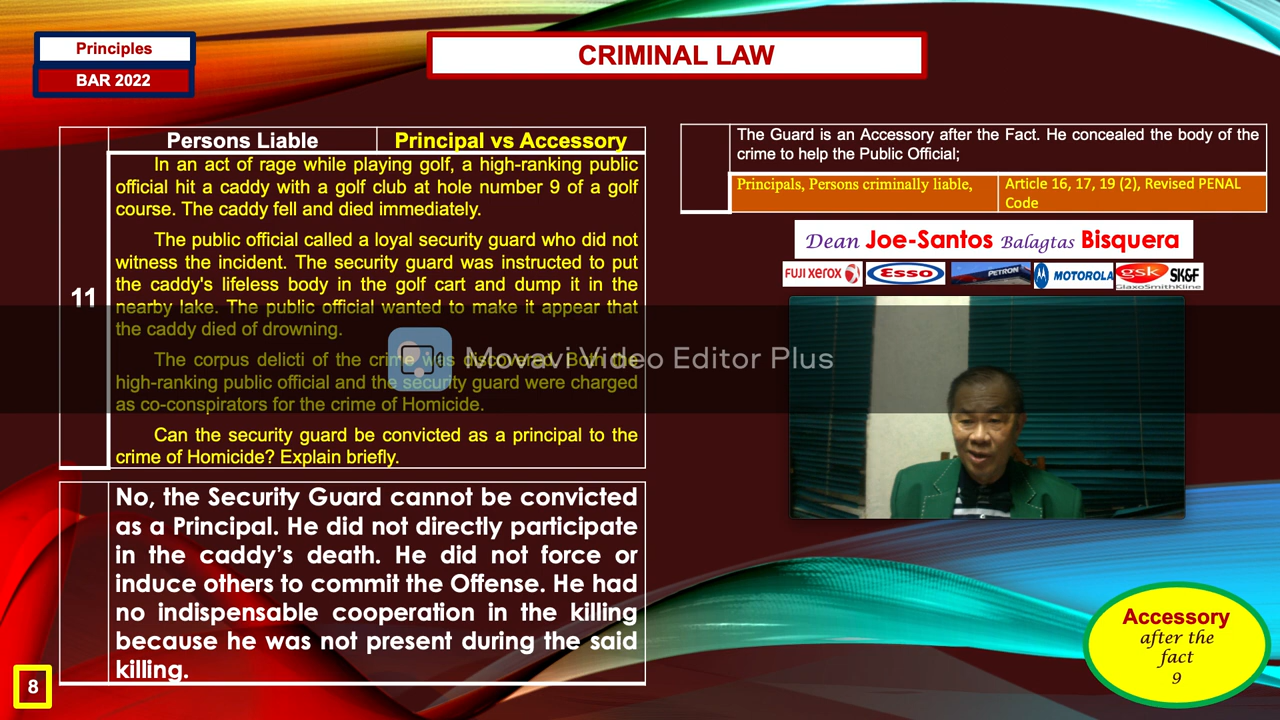 Principles
BAR 2022
CRIMINAL LAW
11
Persons Liable
Principal vs Accessory
In an act of rage while playing golf, a high-ranking public
official hit a caddy with a golf club at hole number 9 of a golf
course. The caddy fell and died immediately.
The public official called a loyal security guard who did not
witness the incident. The security guard was instructed to put
the caddy's lifeless body in the golf cart and dump it in the
nearby lake. The public official wanted to make it appear that
the caddy died of drowning.
The corpus delicti of the crime was discovered. Both the
high-ranking public official and the security guard were charged
as co-conspirators for the crime of Homicide.
Can the security guard be convicted as a principal to the
crime of Homicide? Explain briefly.
Movavi Video Editor Plus
No, the Security Guard cannot be convicted
as a Principal. He did not directly participate
in the caddy's death. He did not force or
induce others to commit the Offense. He had
no indispensable cooperation in the killing
because he was not present during the said
killing.
8
The Guard is an Accessory after the Fact. He concealed the body of the
crime to help the Public Official;
Principals, Persons criminally liable,
Article 16, 17, 19 (2), Revised PENAL
Code
Dean Joe-Santos Balagtas Bisquera
FUJI XEROX
Esso
PETRON
MOTOROLA
gsk SK&F
GlaxoSmithKline
Accessory
after the
fact
9